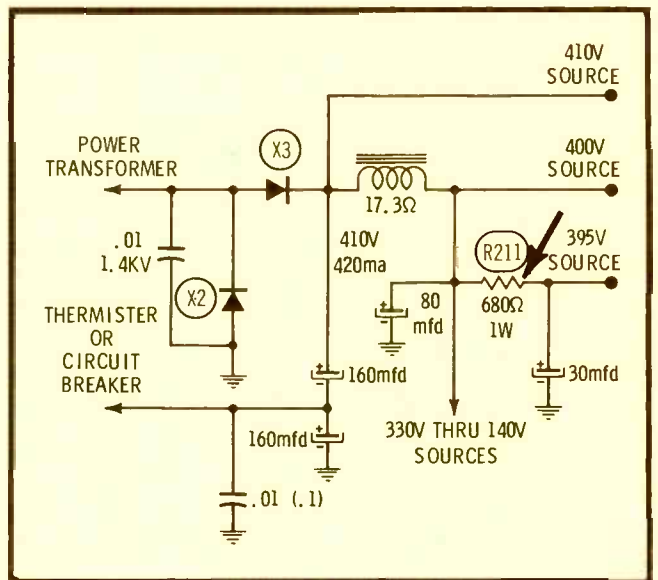 410V
SOURCE
POWER
TRANSFORMER
X3
400V
SOURCE
17.3Ω
.01
1.4KV
410V
420ma
R211
395V
SOURCE
X2
680Ω
1W
80
mfd
THERMISTER
OR
CIRCUIT
BREAKER
160mfd
30mfd
160mfd
330V THRU 140V
SOURCES
.01 (.1)